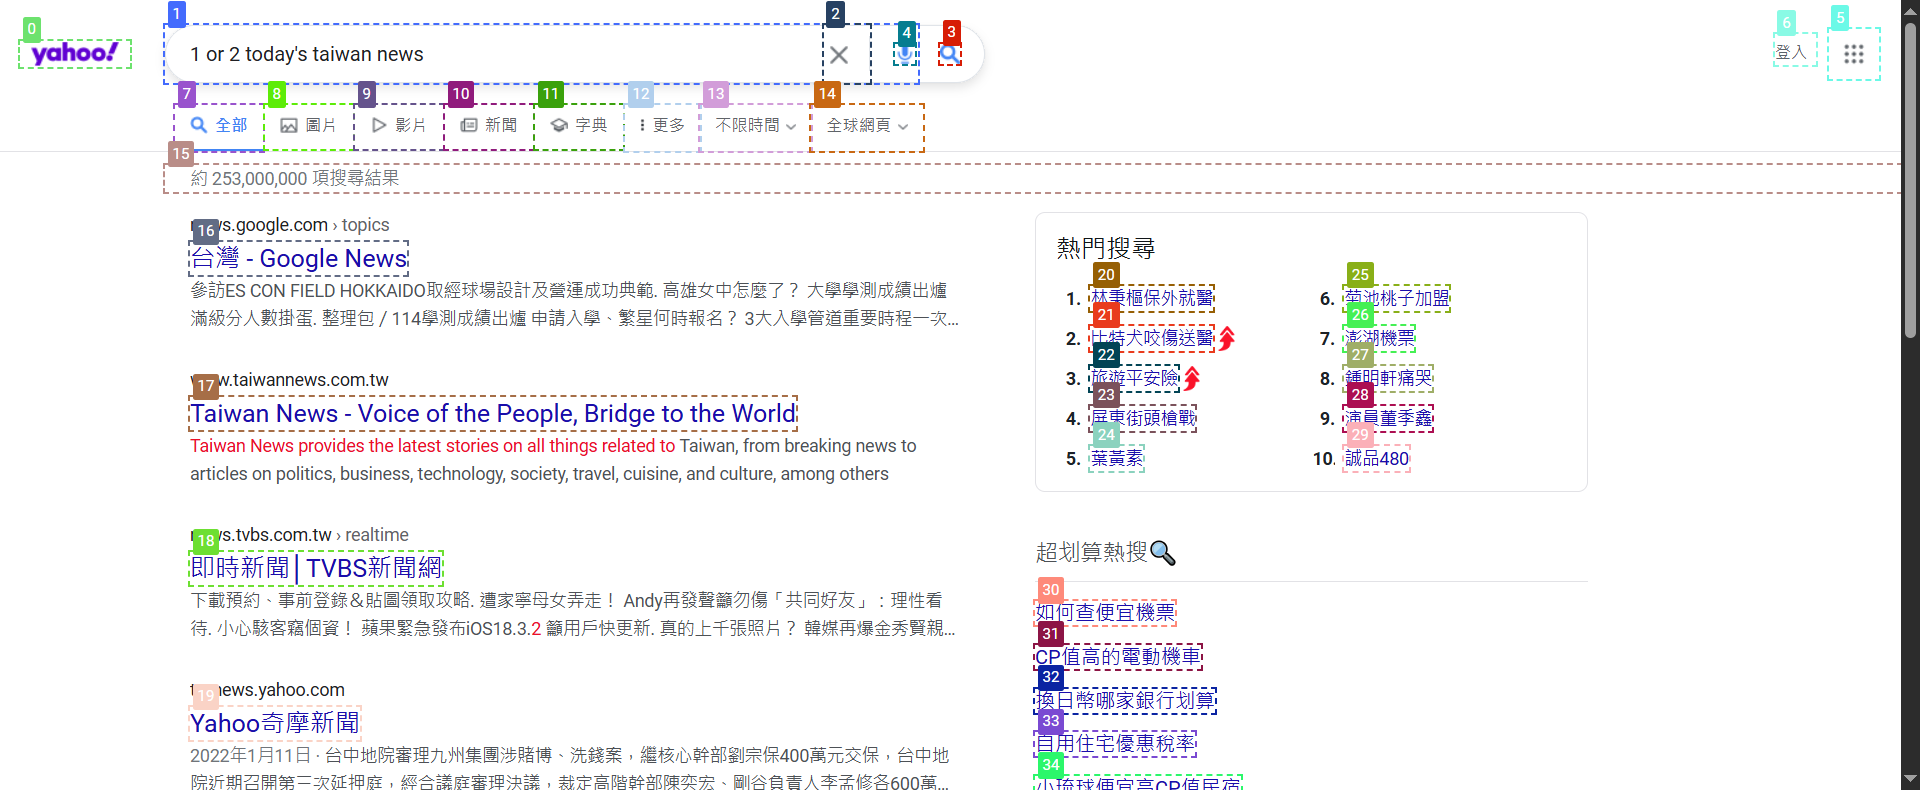 yahoo!
1 or 2 today's taiwan news
登入
全部 圖片 影片 新聞 字典 更多 不限時間 全球網頁
約 253,000,000 項搜尋結果
news.google.com › topics
台灣 - Google News
參訪ES CON FIELD HOKKAIDO取經球場設計及營運成功典範. 高雄女中怎麼了？ 大學學測成績出爐
滿級分人數掛蛋. 整理包 / 114學測成績出爐 申請入學、繁星何時報名？ 3大入學管道重要時程一次...
www.taiwannews.com.tw
Taiwan News - Voice of the People, Bridge to the World
Taiwan News provides the latest stories on all things related to Taiwan, from breaking news to
articles on politics, business, technology, society, travel, cuisine, and culture, among others
news.tvbs.com.tw › realtime
即時新聞│TVBS新聞網
下載預約、事前登錄＆貼圖領取攻略. 遭家寧母女弄走！ Andy再發聲籲勿傷「共同好友」：理性看
待. 小心駭客竊個資！ 蘋果緊急發布iOS18.3.2 籲用戶快更新. 真的上千張照片？ 韓媒再爆金秀賢親...
tw.news.yahoo.com
Yahoo奇摩新聞
2022年1月11日 · 台中地院審理九州集團涉賭博、洗錢案，繼核心幹部劉宗保400萬元交保，台中地
院近期召開第三次延押庭，經合議庭審理決議，裁定高階幹部陳奕宏、剛谷負責人李孟修各600萬...
熱門搜尋
1. 林秉樞保外就醫
2. 比特犬咬傷送醫
3. 旅遊平安險
4. 屏東街頭槍戰
5. 葉黃素
6. 菊池桃子加盟
7. 澎湖機票
8. 鍾明軒痛哭
9. 演員董季鑫
10. 誠品480
超划算熱搜
如何查便宜機票
CP值高的電動機車
換日幣哪家銀行划算
自用住宅優惠稅率
小琉球便宜高CP值民宿
0
1
2
3
4
5
6
7
8
9
10
11
12
13
14
15
16
17
18
19
20
21
22
23
24
25
26
27
28
29
30
31
32
33
34